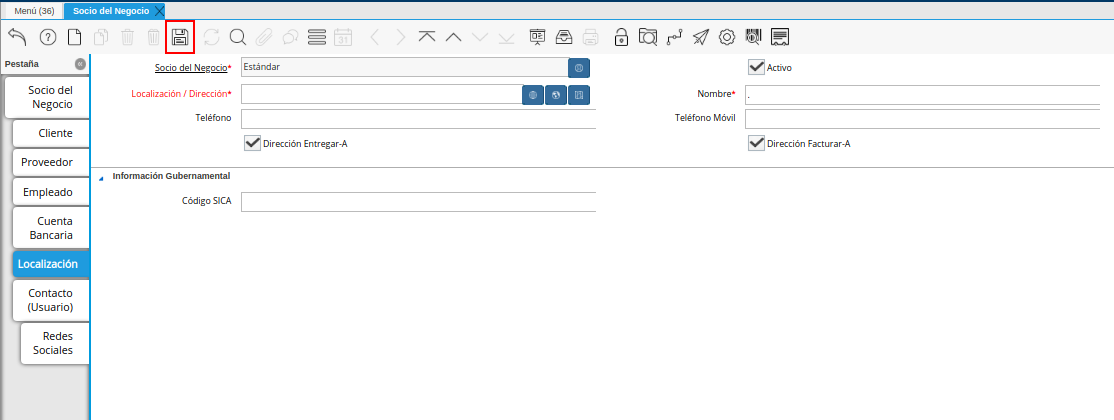 Menú (36)
Socio del Negocio
31
Pestaña
Socio del
Negocio
Cliente
Proveedor
Empleado
Cuenta
Bancaria
Localización
Contacto
(Usuario)
Redes
Sociales
Socio del Negocio*
Estándar
Activo
Localización / Dirección*
Nombre*
.
Teléfono
Teléfono Móvil
Dirección Entregar-A
Dirección Facturar-A
Información Gubernamental
Código SICA